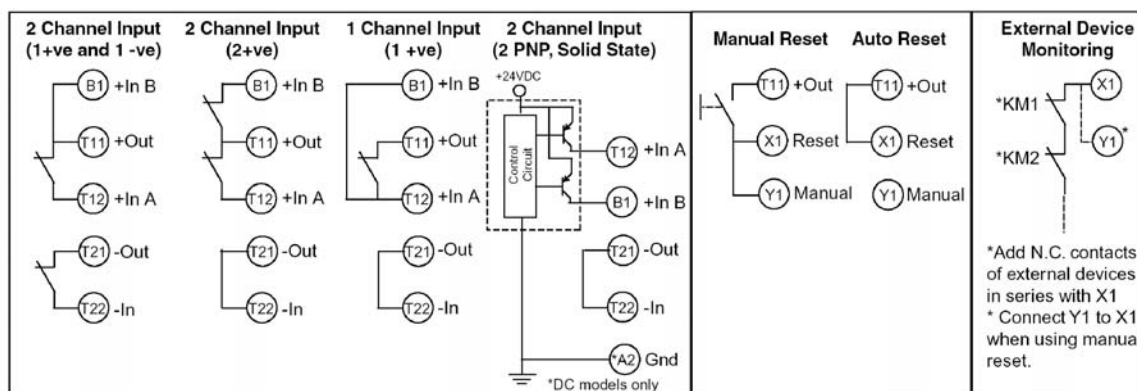 2 Channel Input
(1+ve and 1 -ve)
B1 +In B
T11 +Out
T12 +In A
T21 -Out
T22 -In
2 Channel Input
(2+ve)
B1 +In B
T11 +Out
T12 +In A
T21 -Out
T22 -In
1 Channel Input
(1 +ve)
B1 +In B
T11 +Out
T12 +In A
T21 -Out
T22 -In
2 Channel Input
(2 PNP, Solid State)
+24VDC
Control
Circuit
T12 +In A
B1 +In B
T21 -Out
T22 -In
*A2 Gnd
*DC models only
Manual Reset
T11 +Out
X1 Reset
Y1 Manual
Auto Reset
T11 +Out
X1 Reset
Y1 Manual
External Device
Monitoring
X1
*KM1
Y1*
*KM2
*Add N.C. contacts
of external devices
in series with X1
* Connect Y1 to X1
when using manua
reset.